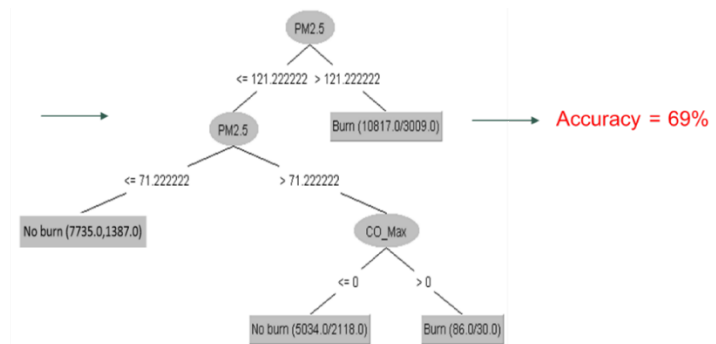 PM2.5
<= 121.222222 > 121.222222
PM2.5
Burn (10817.0/3009.0)
Accuracy = 69%
<= 71.222222
> 71.222222
No burn (7735.0,1387.0)
CO_Max
<= 0
> 0
No burn (5034.0/2118.0)
Burn (86.0/30.0)